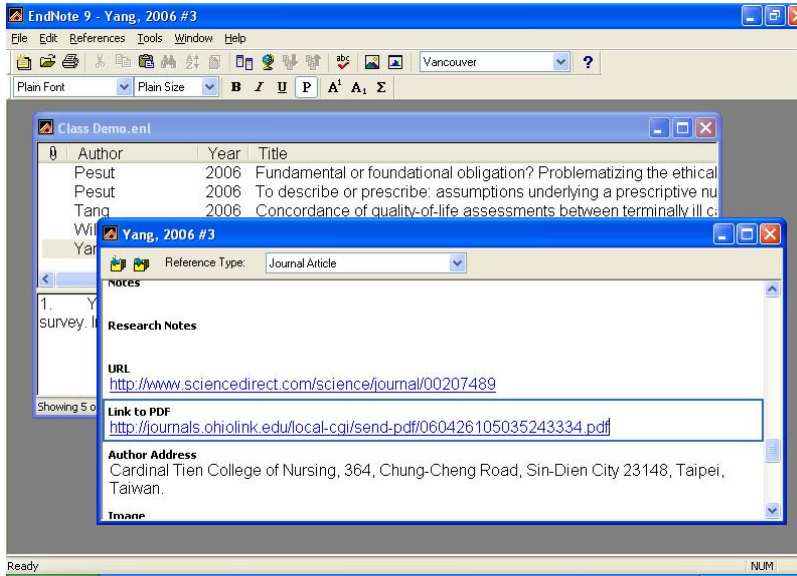 EndNote 9 - Yang, 2006 #3
File Edit References Tools Window Help
abc Vancouver ?
Plain Font Plain Size B I U P A¹ A₁ Σ
Class Demo.enl
Author Year Title
Pesut 2006 Fundamental or foundational obligation? Problematizing the ethical
Pesut 2006 To describe or prescribe: assumptions underlying a prescriptive nu
Tang 2006 Concordance of quality-of-life assessments between terminally ill c
Wil
Yan
Yang, 2006 #3
Reference Type: Journal Article
1. Y
survey. I
Showing 5 o
Notes
Research Notes
URL
http://www.sciencedirect.com/science/journal/00207489
Link to PDF
http://journals.ohiolink.edu/local-cgi/send-pdf/060426105035243334.pdf
Author Address
Cardinal Tien College of Nursing, 364, Chung-Cheng Road, Sin-Dien City 23148, Taipei,
Taiwan.
Image
Ready NUM